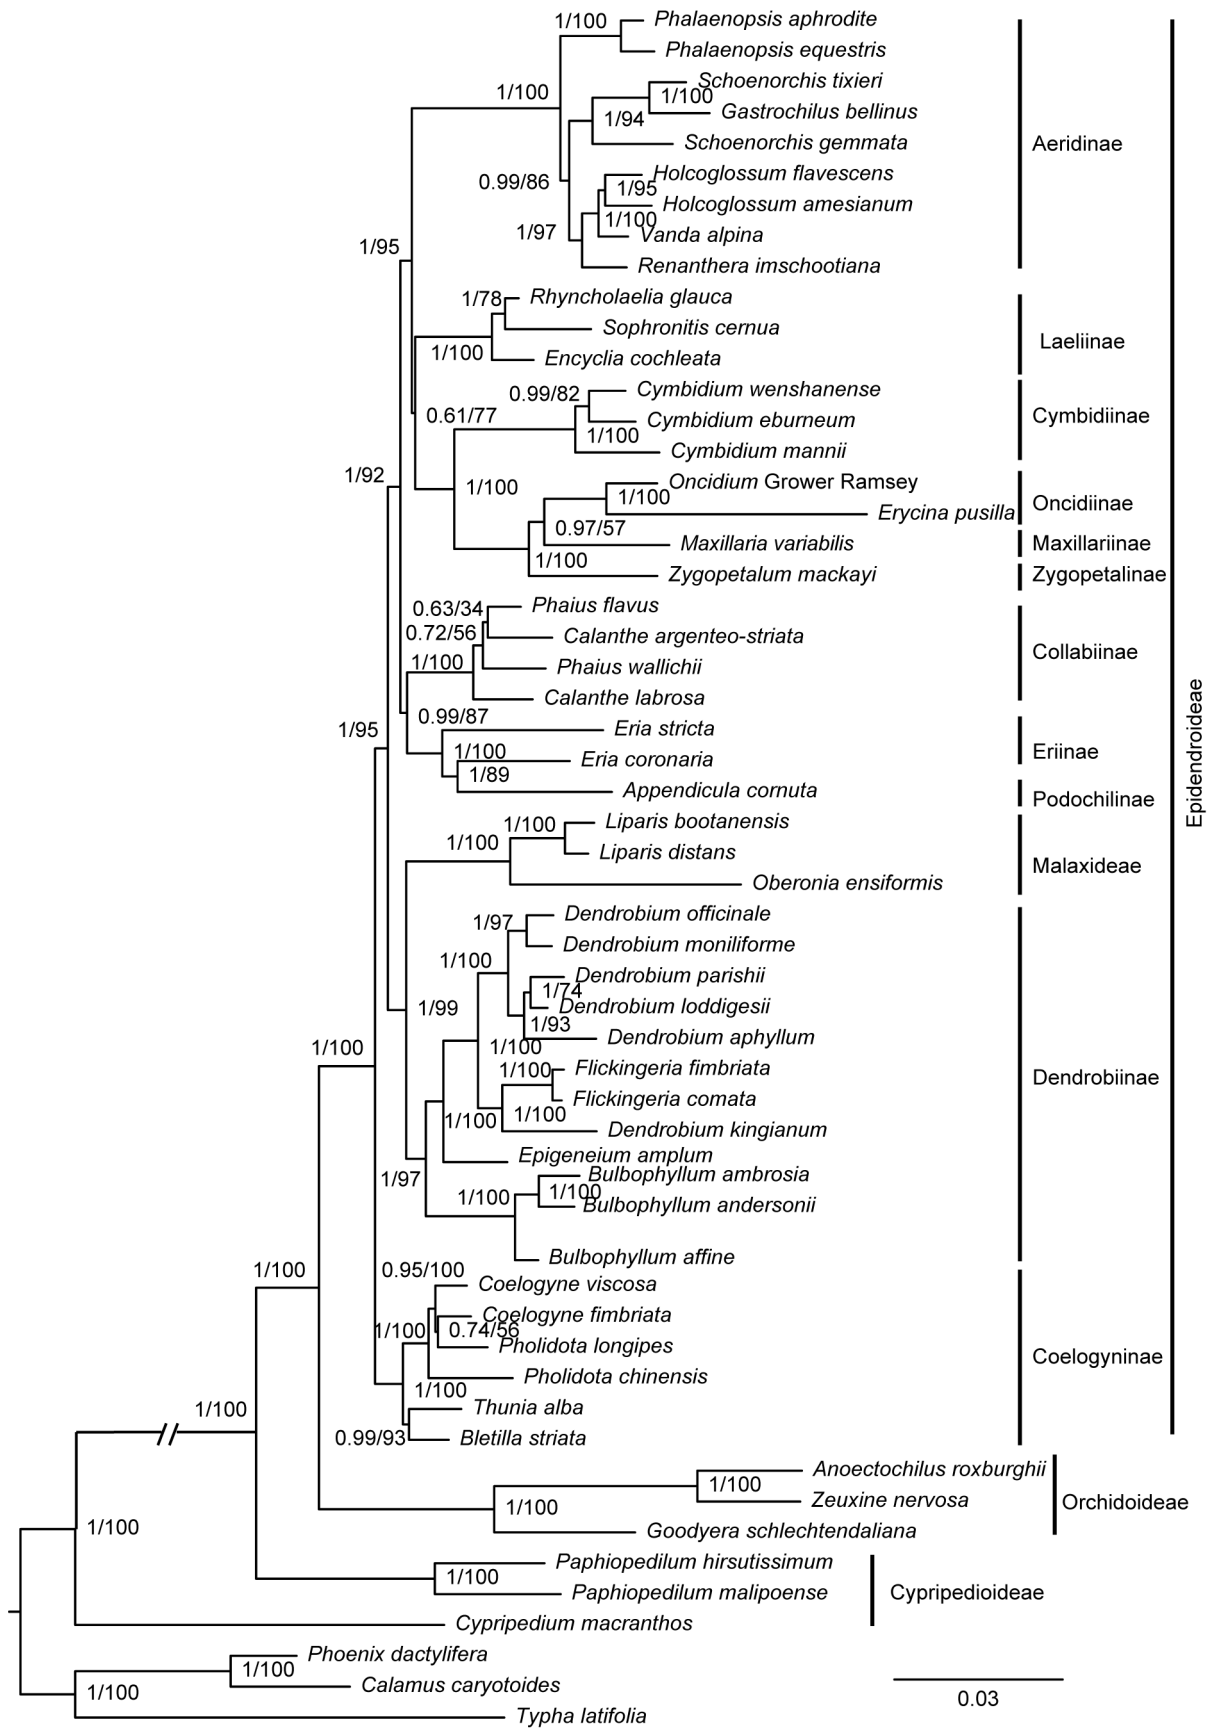 1/100 Phalaenopsis aphrodite
Phalaenopsis equestris
Schoenorchis tixieri
1/100 1/100
Gastrochilus bellinus
1/94
Schoenorchis gemmata Aeridinae
Holcoglossum flavescens
0.99/86 1/95
Holcoglossum amesianum
1/100
1/97 Vanda alpina
1/95
Renanthera imschootiana
1/78 Rhyncholaelia glauca
Sophronitis cernua
Laeliinae
1/100 Encyclia cochleata
0.99/82 Cymbidium wenshanense
0.61/77 Cymbidium eburneum Cymbidiinae
1/100
Cymbidium mannii
1/92
1/100 Oncidium Grower Ramsey
1/100
Erycina pusilla Oncidiinae
0.97/57
Maxillaria variabilis Maxillariinae
1/100
Zygopetalum mackayi Zygopetalinae
0.63/34 Phaius flavus
0.72/56 Calanthe argenteo-striata
Collabiinae
1/100 Phaius wallichii
Calanthe labrosa
0.99/87
1/95 Eria stricta
1/100 Eriinae
Eria coronaria
1/89
Appendicula cornuta Podochilinae
Epidendroideae
1/100 Liparis bootanensis
1/100 Liparis distans
Malaxideae
Oberonia ensiformis
1/97 Dendrobium officinale
Dendrobium moniliforme
1/100 Dendrobium parishii
1/74
1/99 Dendrobium loddigesii
1/93
Dendrobium aphyllum
1/100 1/100
1/100 Flickingeria fimbriata
Dendrobiinae
Flickingeria comata
1/100 1/100
Dendrobium kingianum
Epigeneium amplum
1/97 Bulbophyllum ambrosia
1/100 1/100
Bulbophyllum andersonii
Bulbophyllum affine
1/100 0.95/100
Coelogyne viscosa
Coelogyne fimbriata
1/100 0.74/56
Pholidota longipes
Coelogyninae
Pholidota chinensis
1/100
1/100 Thunia alba
0.99/93 Bletilla striata
Anoectochilus roxburghii
1/100
Zeuxine nervosa
1/100 Orchidoideae
1/100 Goodyera schlechtendaliana
Paphiopedilum hirsutissimum
1/100
Paphiopedilum malipoense Cypripedioideae
Cypripedium macranthos
Phoenix dactylifera
1/100
Calamus caryotoides
1/100 0.03
Typha latifolia